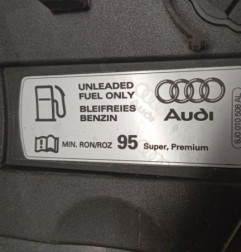 UNLEADED
FUEL ONLY
BLEIFREIES
BENZIN
Audi
MIN. RON/ROZ 95 Super, Premium